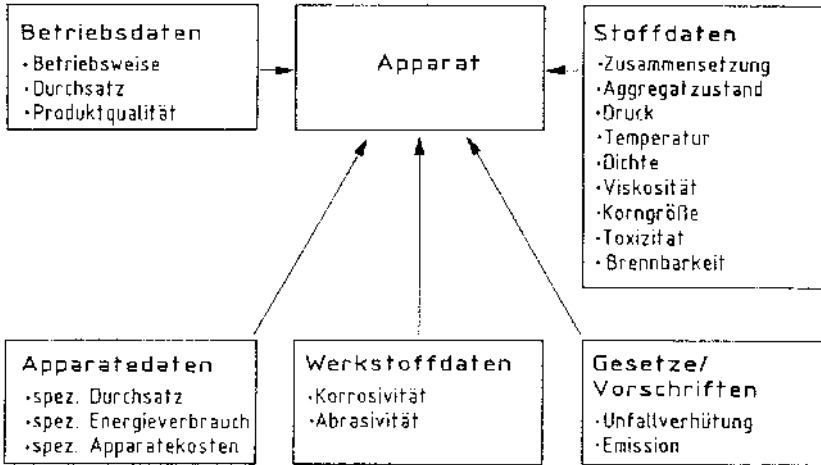 Betriebsdaten
·Betriebsweise
·Durchsatz
·Produktqualität
Apparat
Stoffdaten
·Zusammensetzung
·Aggregatzustand
·Druck
·Temperatur
·Dichte
·Viskosität
·Korngröße
·Toxizitat
·Brennbarkeit
Apparatedaten
·spez. Durchsatz
·spez. Energieverbrauch
·spez. Apparatekosten
Werkstoffdaten
·Korrosivität
·Abrasivität
Gesetze/
Vorschriften
·Unfallverhütung
·Emission